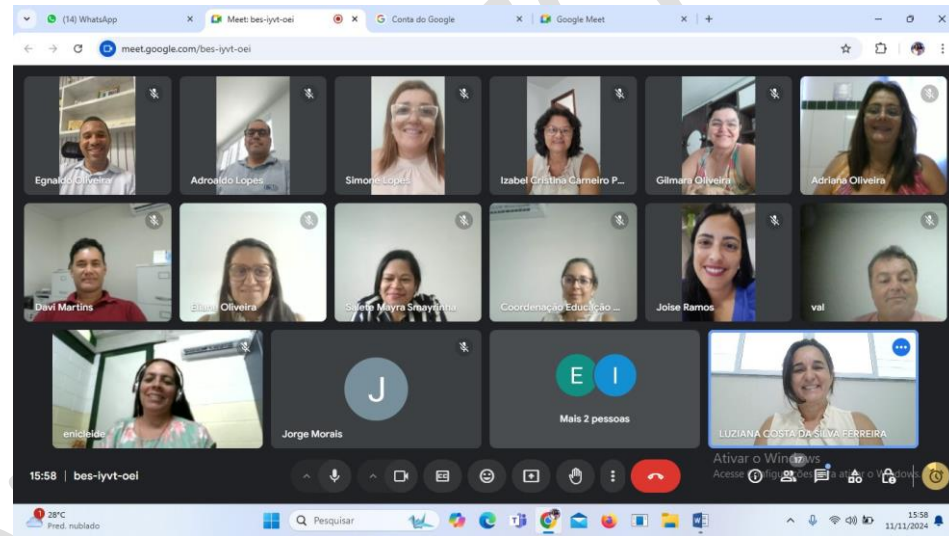 (14) WhatsApp
Meet: bes-iyvt-oei
Conta do Google
Google Meet
meet.google.com/bes-iyvt-oei
Egnaldo Oliveira
Adroaldo Lopes
Simone Lopes
Izabel Cristina Carneiro P...
Gilmara Oliveira
Adriana Oliveira
Davi Martins
Oliveira
Salete Mayra Smayrinha
Coordenação Educação ...
Joise Ramos
val
enicleide
J
Jorge Morais
E I
Mais 2 pessoas
LUZIANA COSTA DA SILVA FERREIRA
Ativar o Windows
15:58 | bes-iyvt-oei
17
28°C
Pred. nublado
Pesquisar
15:58
11/11/2024